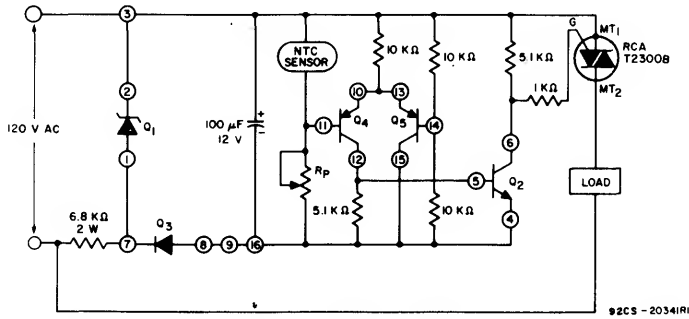 3
MT1
G
RCA
T2300B
MT2
NTC
SENSOR
10 KΩ
10 KΩ
5.1 KΩ
1 KΩ
2
Q1
1
120 V AC
100 μF
12 V
+
−
10
13
11
Q4
Q5
14
12
15
6
RP
5
Q2
LOAD
5.1 KΩ
10 KΩ
4
6.8 KΩ
2 W
7
Q3
8
9
16
92CS-20341R1